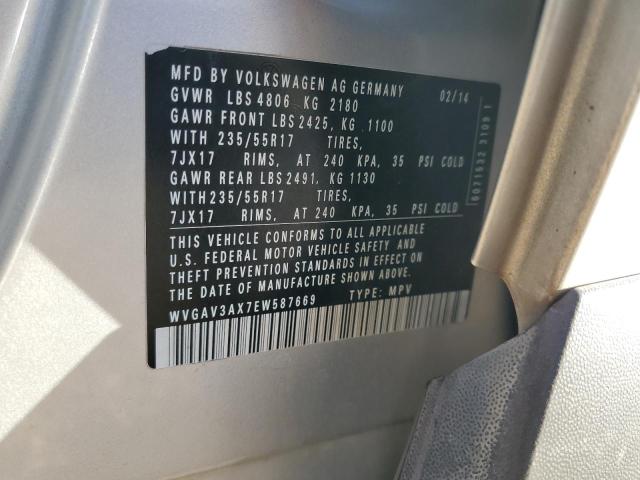 MFD BY VOLKSWAGEN AG GERMANY 02/14
GVWR LBS 4806 KG 2180
GAWR FRONT LBS 2425, KG 1100
WITH 235/55R17 TIRES,
7JX17 RIMS, AT 240 KPA, 35 PSI COLD
GAWR REAR LBS 2491, KG 1130
WITH 235/55R17 TIRES,
7JX17 RIMS, AT 240 KPA, 35 PSI COLD
THIS VEHICLE CONFORMS TO ALL APPLICABLE
U.S. FEDERAL MOTOR VEHICLE SAFETY AND
THEFT PREVENTION STANDARDS IN EFFECT ON
THE DATE OF MANUFACTURE SHOWN ABOVE.
WVGAV3AX7EW587669 TYPE: MPV
6071532 3109 1